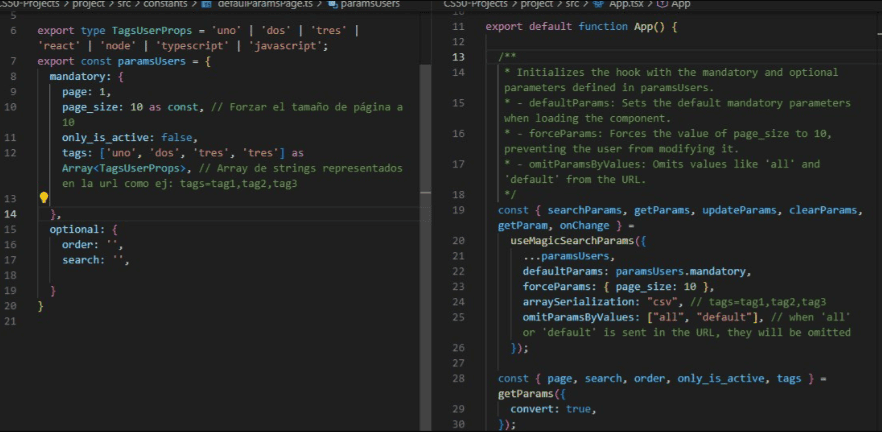 CS50-Projects > project > src > constants > TS defaulParamsPage.ts > paramsUsers
5
6 export type TagsUserProps = 'uno' | 'dos' | 'tres' |
'react' | 'node' | 'typescript' | 'javascript';
7 export const paramsUsers = {
8 mandatory: {
9 page: 1,
10 page_size: 10 as const, // Forzar el tamaño de página a
10
11 only_is_active: false,
12 tags: ['uno', 'dos', 'tres', 'tres'] as
Array<TagsUserProps>, // Array de strings representados
en la url como ej: tags=tag1,tag2,tag3
13
14 },
15 optional: {
16 order: '',
17 search: '',
18
19 }
20 }
21
CS50-Projects > project > src > App.tsx > App
10
11 export default function App() {
12
13 /**
14 * Initializes the hook with the mandatory and optional
parameters defined in paramsUsers.
15 * - defaultParams: Sets the default mandatory parameters
when loading the component.
16 * - forceParams: Forces the value of page_size to 10,
preventing the user from modifying it.
17 * - omitParamsByValues: Omits values like 'all' and
'default' from the URL.
18 */
19 const { searchParams, getParams, updateParams, clearParams,
getParam, onChange } =
20 useMagicSearchParams({
21 ...paramsUsers,
22 defaultParams: paramsUsers.mandatory,
23 forceParams: { page_size: 10 },
24 arraySerialization: "csv", // tags=tag1,tag2,tag3
25 omitParamsByValues: ["all", "default"], // when 'all'
or 'default' is sent in the URL, they will be omitted
26 });
27
28 const { page, search, order, only_is_active, tags } =
getParams({
29 convert: true,
30 });